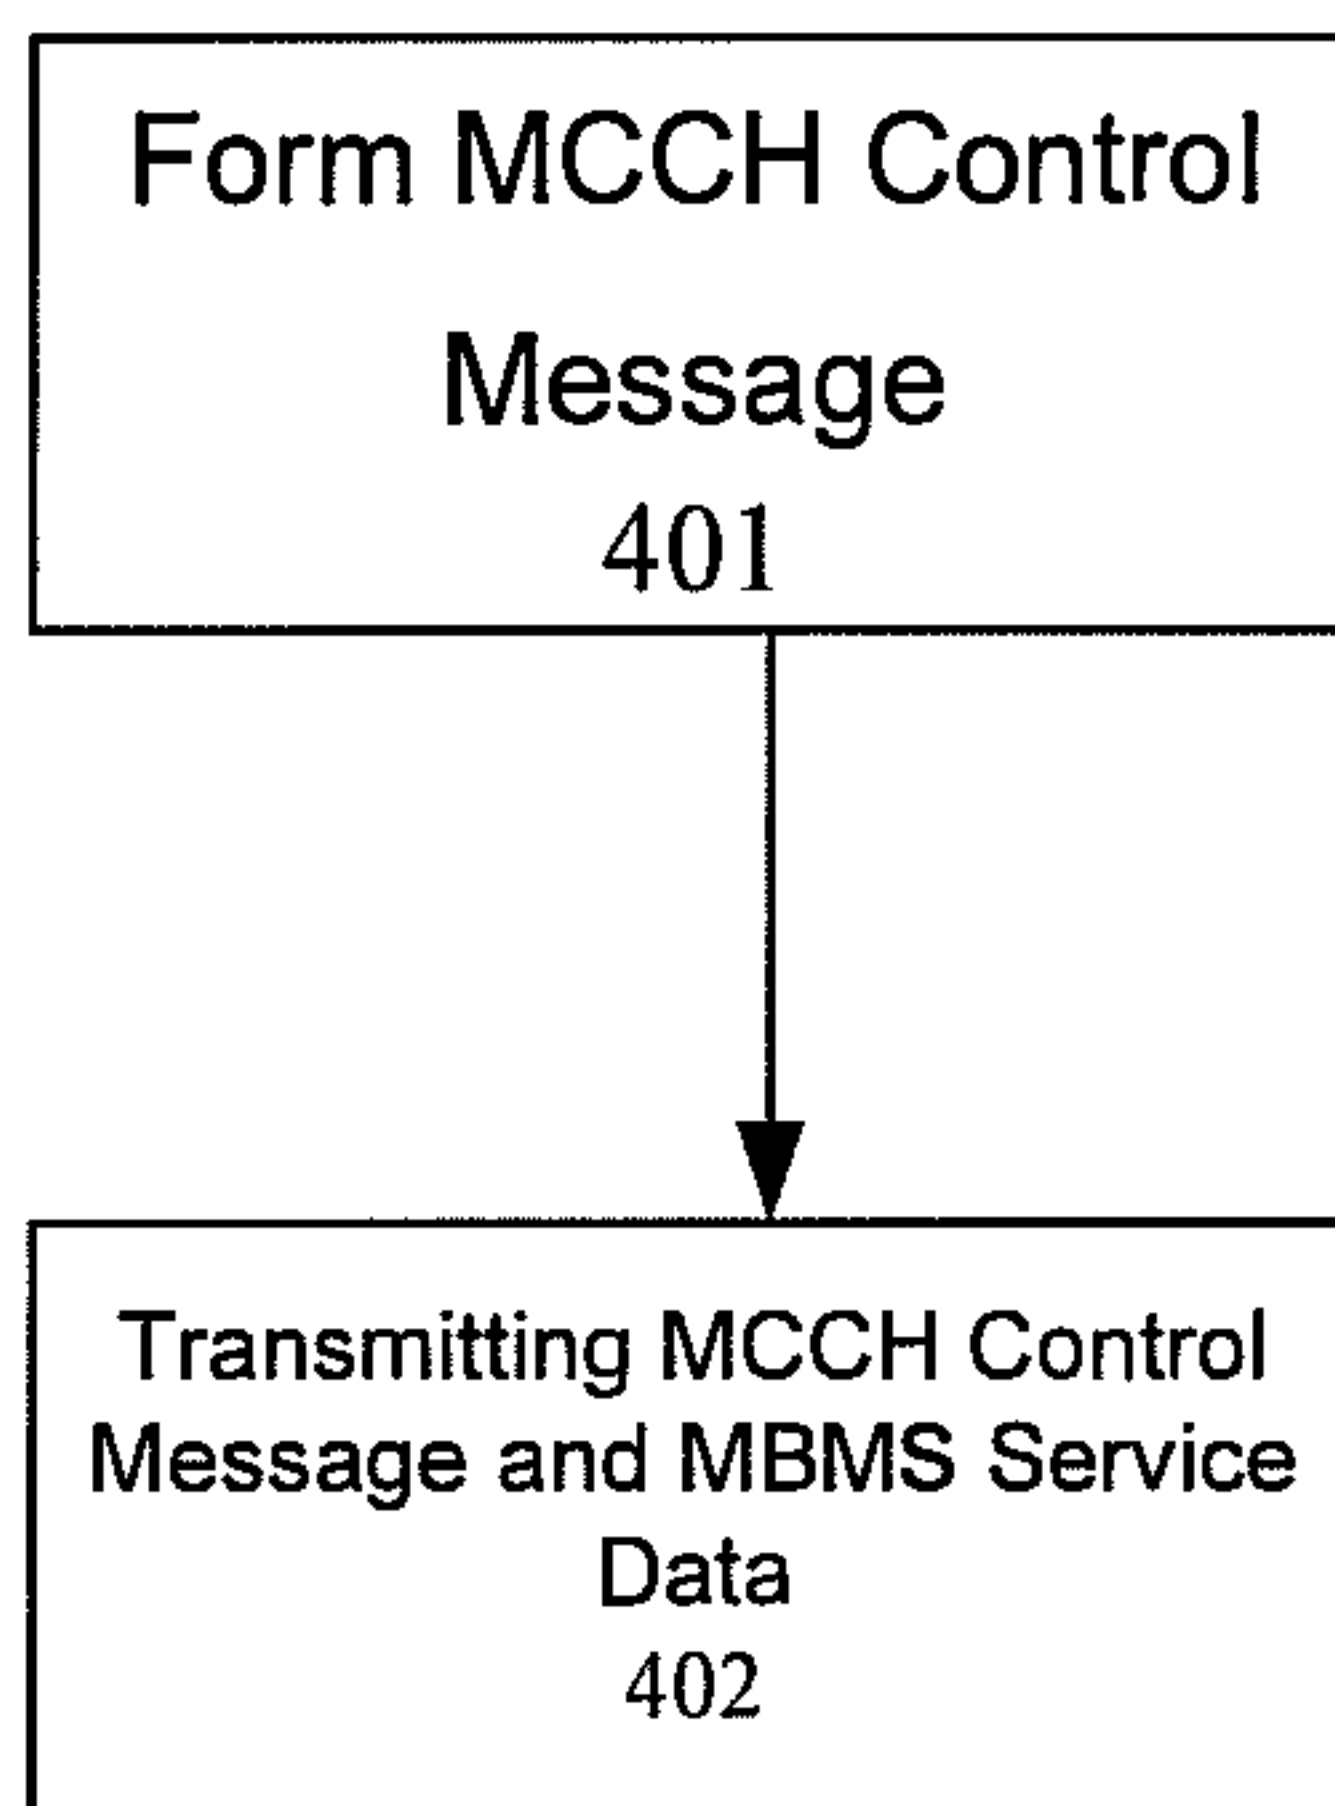 Form MCCH Control
Message
401
Transmitting MCCH Control
Message and MBMS Service
Data
402